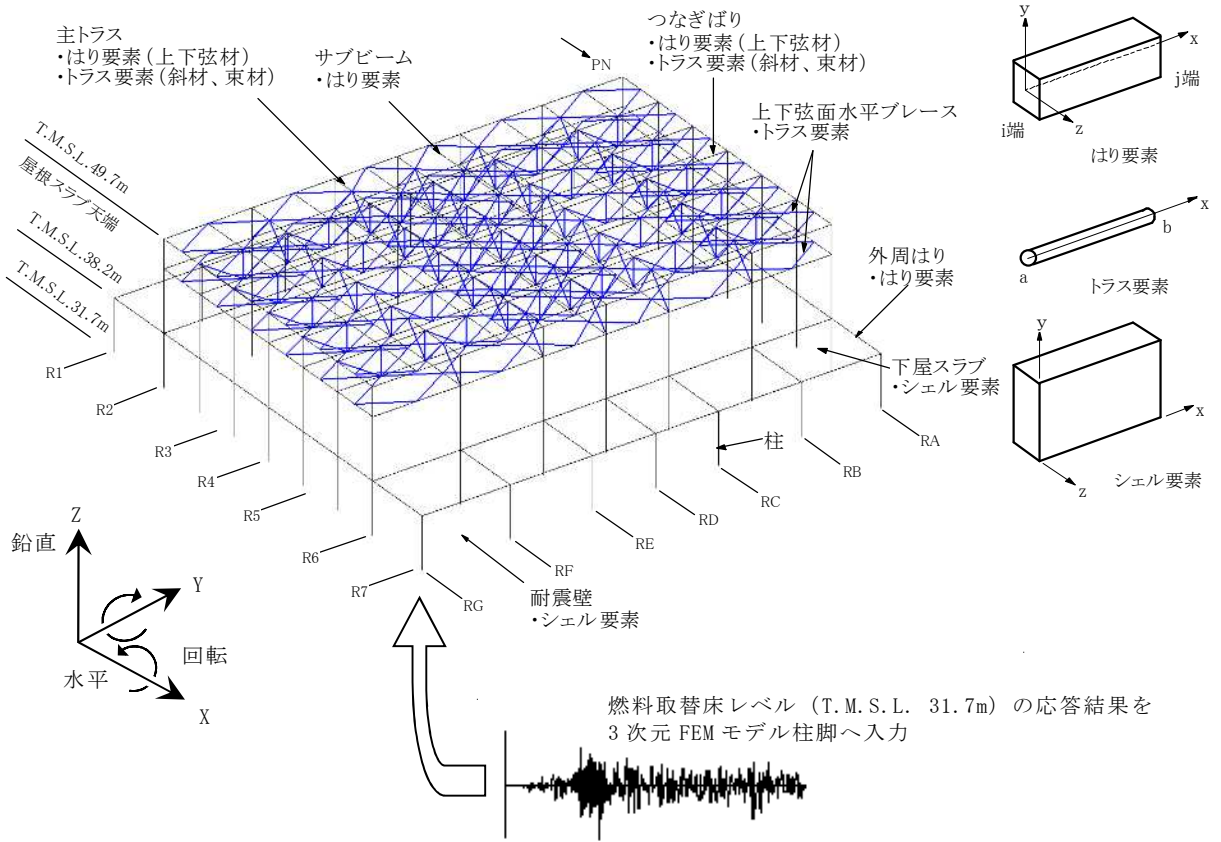 主トラス
・はり要素(上下弦材)
・トラス要素(斜材、束材)
サブビーム
・はり要素
PN
つなぎばり
・はり要素(上下弦材)
・トラス要素(斜材、束材)
上下弦面水平ブレース
・トラス要素
T.M.S.L.49.7m
屋根スラブ天端
T.M.S.L.38.2m
T.M.S.L.31.7m
外周はり
・はり要素
下屋スラブ
・シェル要素
柱
耐震壁
・シェル要素
R1
R2
R3
R4
R5
R6
R7
RG
RF
RE
RD
RC
RB
RA
y
x
z
i端
j端
はり要素
x
a
b
トラス要素
y
x
z
シェル要素
Z
鉛直
Y
回転
水平
X
燃料取替床レベル (T.M.S.L. 31.7m) の応答結果を
3次元 FEM モデル柱脚へ入力